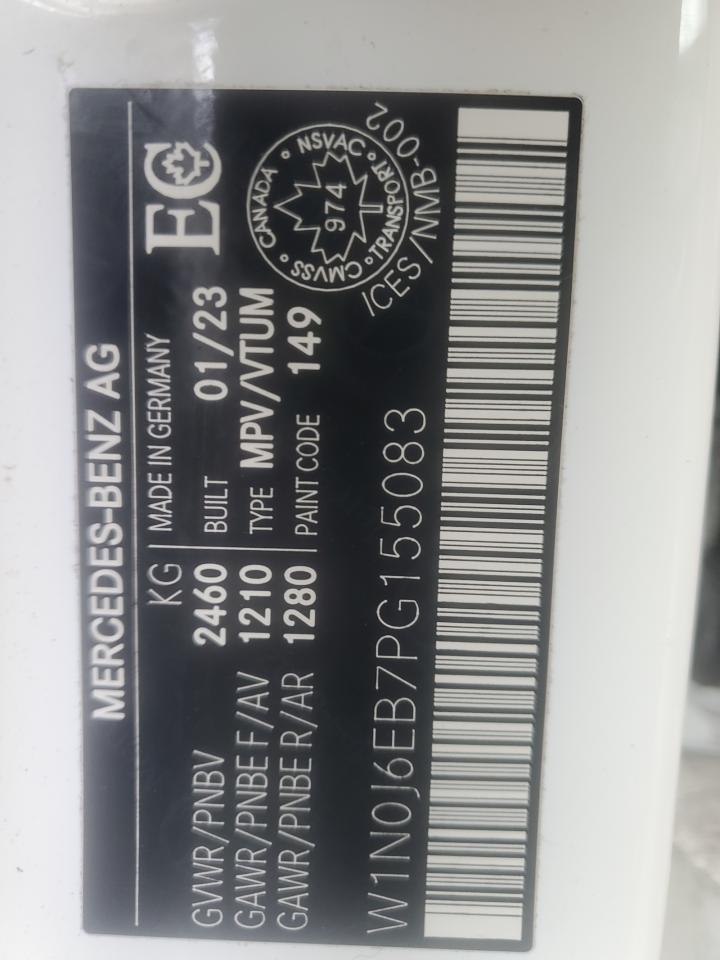 MERCEDES-BENZ AG
KG
MADE IN GERMANY
EC
GVWR/PNBV 2460
BUILT 01/23
GAWR/PNBE F/AV 1210
TYPE MPV/VTUM
GAWR/PNBE R/AR 1280
PAINT CODE 149
CANADA • NSVAC • TRANSPORT • CMVSS •
974
ICES/NMB-002
W1N0J6EB7PG155083